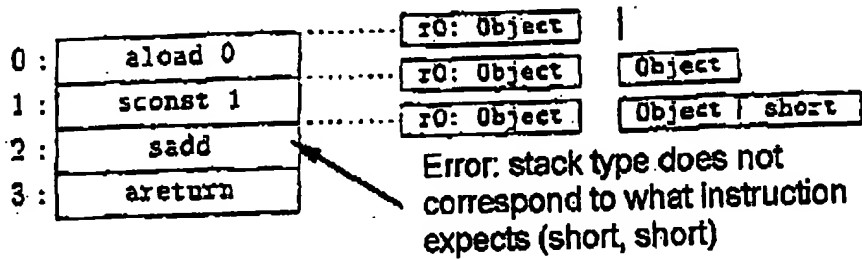 r0: Object
0 : aload 0
r0: Object Object
1 : sconst 1
r0: Object Object short
2 : sadd
3 : areturn
Error: stack type does not
correspond to what instruction
expects (short, short)